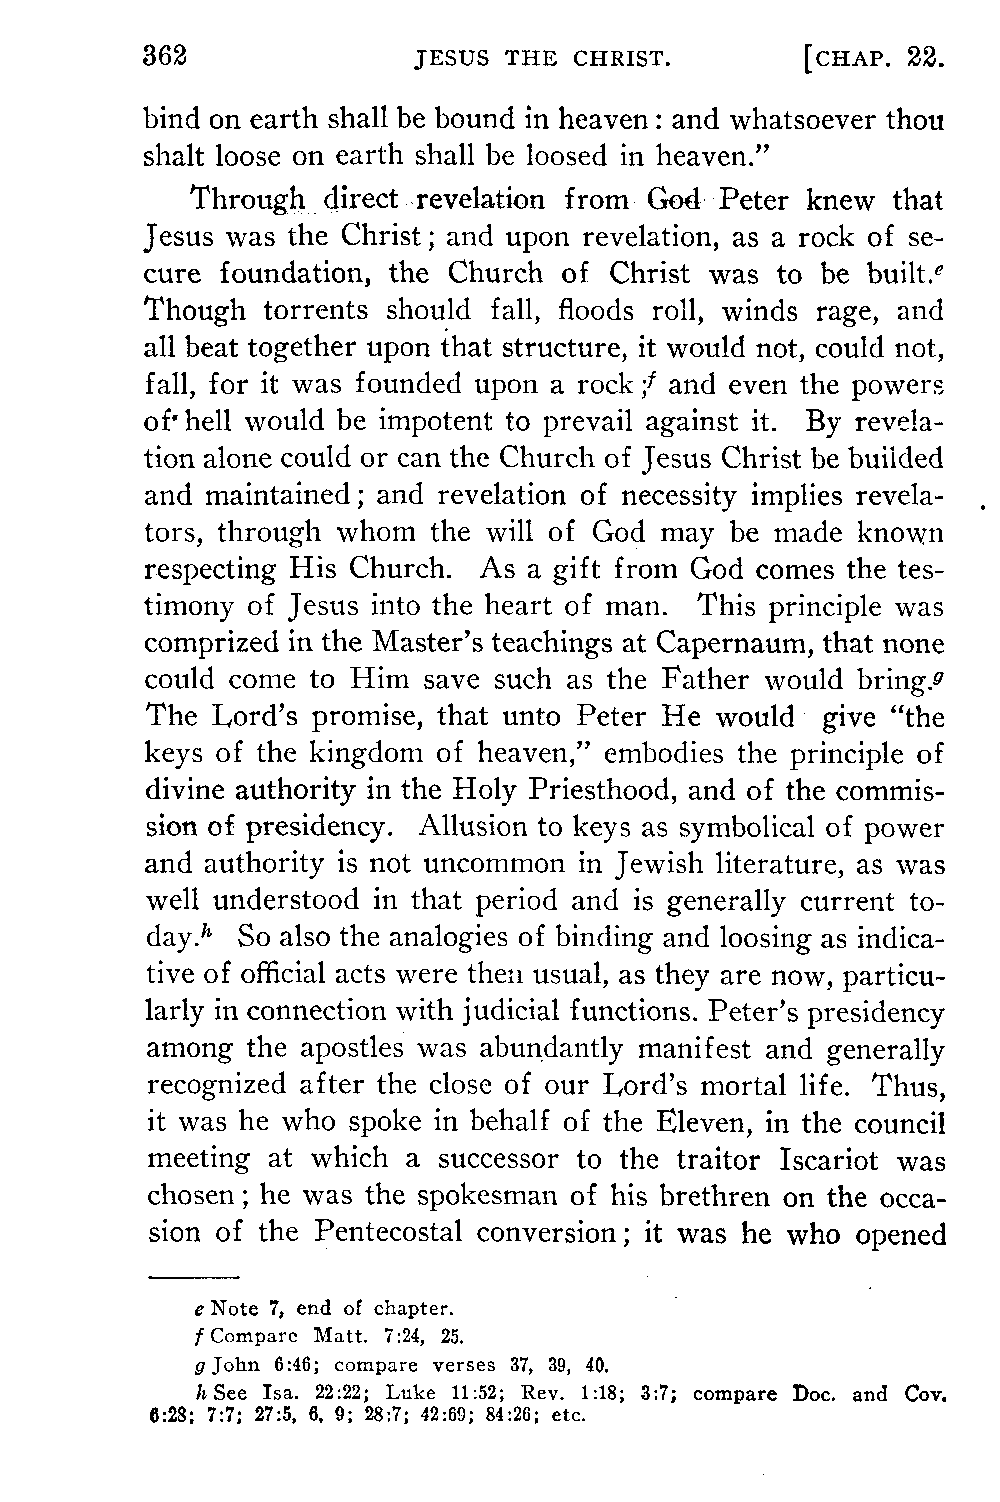 362 JESUS THE CHRIST. [CHAP. 22.
bind on earth shall be bound in heaven: and whatsoever thou
shalt loose on earth shall be loosed in heaven.”
Through direct revelation from God Peter knew that
Jesus was the Christ; and upon revelation, as a rock of se-
cure foundation, the Church of Christ was to be built.e
Though torrents should fall, floods roll, winds rage, and
all beat together upon that structure, it would not, could not,
fall, for it was founded upon a rock;f and even the powers
of hell would be impotent to prevail against it. By revela-
tion alone could or can the Church of Jesus Christ be builded
and maintained; and revelation of necessity implies revela-
tors, through whom the will of God may be made known
respecting His Church. As a gift from God comes the tes-
timony of Jesus into the heart of man. This principle was
comprized in the Master’s teachings at Capernaum, that none
could come to Him save such as the Father would bring.g
The Lord’s promise, that unto Peter He would give “the
keys of the kingdom of heaven,” embodies the principle of
divine authority in the Holy Priesthood, and of the commis-
sion of presidency. Allusion to keys as symbolical of power
and authority is not uncommon in Jewish literature, as was
well understood in that period and is generally current to-
day.h So also the analogies of binding and loosing as indica-
tive of official acts were then usual, as they are now, particu-
larly in connection with judicial functions. Peter’s presidency
among the apostles was abundantly manifest and generally
recognized after the close of our Lord’s mortal life. Thus,
it was he who spoke in behalf of the Eleven, in the council
meeting at which a successor to the traitor Iscariot was
chosen; he was the spokesman of his brethren on the occa-
sion of the Pentecostal conversion; it was he who opened
e Note 7, end of chapter.
f Compare Matt. 7:24, 25.
g John 6:46; compare verses 37, 39, 40.
h See Isa. 22:22; Luke 11:52; Rev. 1:18; 3:7; compare Doc. and Cov.
6:28; 7:7; 27:5, 6, 9; 28:7; 42:69; 84:26; etc.